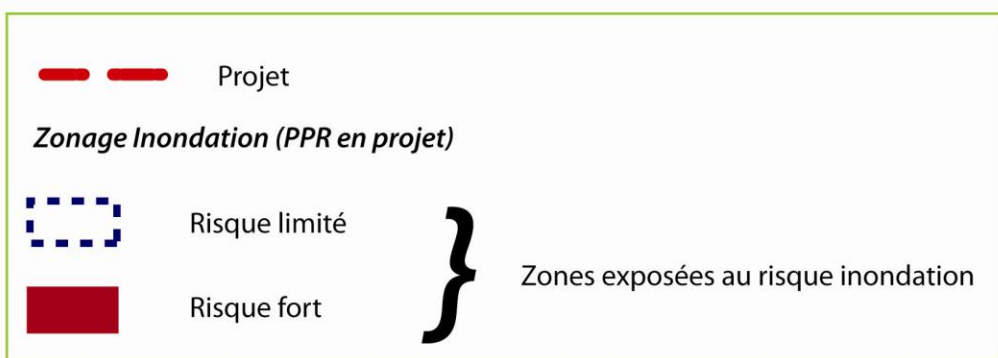 Projet
Zonage Inondation (PPR en projet)
Risque limité
Zones exposées au risque inondation
Risque fort